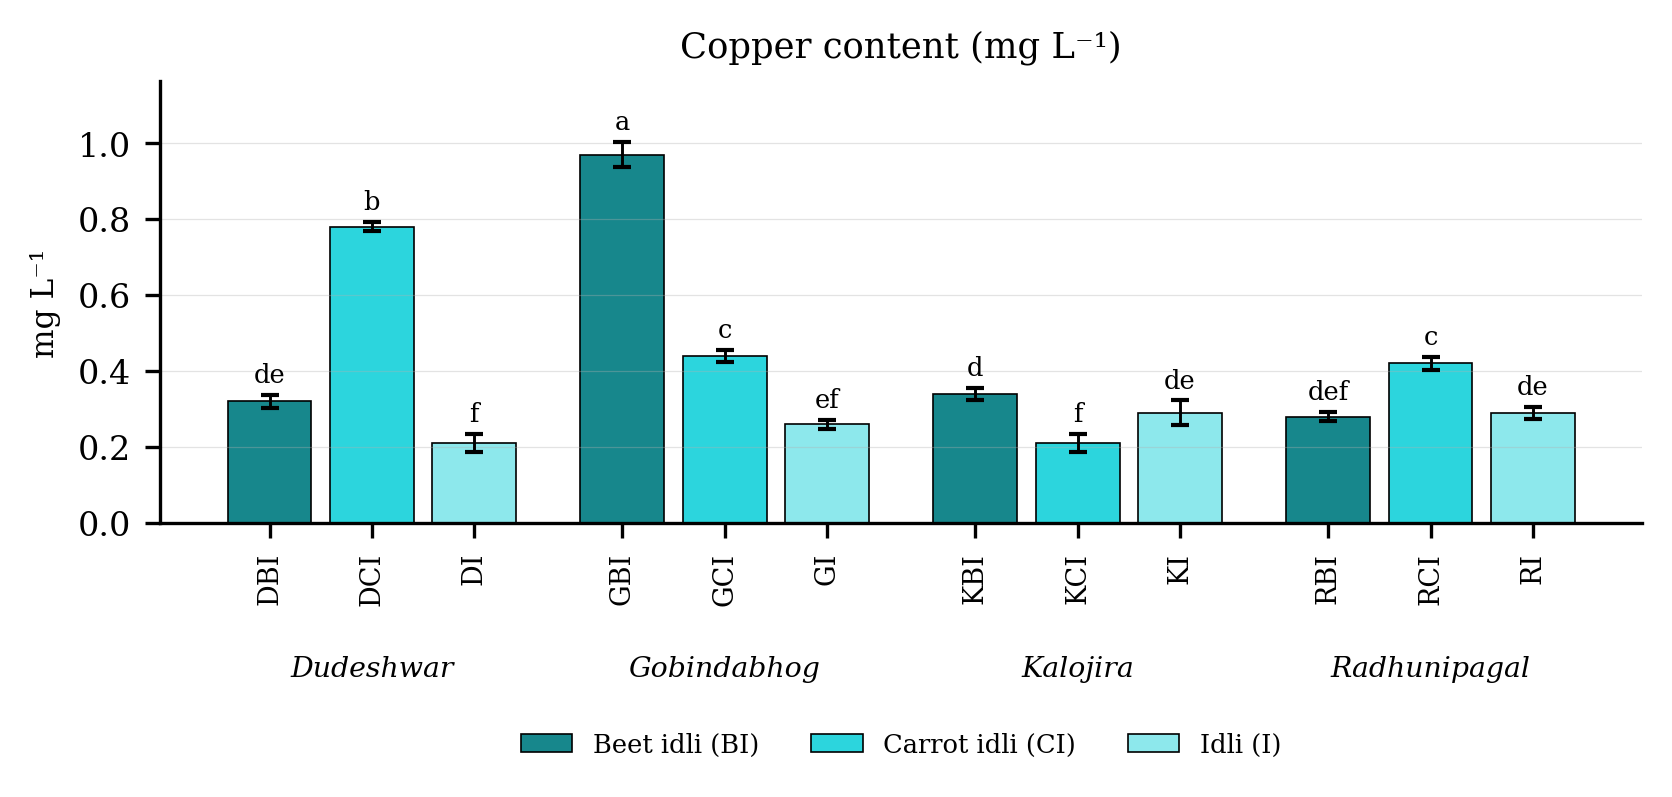 Copper content (mg L⁻¹)
mg L⁻¹
1.0
0.8
0.6
0.4
0.2
0.0
de
b
f
a
c
ef
d
f
de
def
c
de
DBI
DCI
DI
GBI
GCI
GI
KBI
KCI
KI
RBI
RCI
RI
Dudeshwar
Gobindabhog
Kalojira
Radhunipagal
Beet idli (BI)
Carrot idli (CI)
Idli (I)